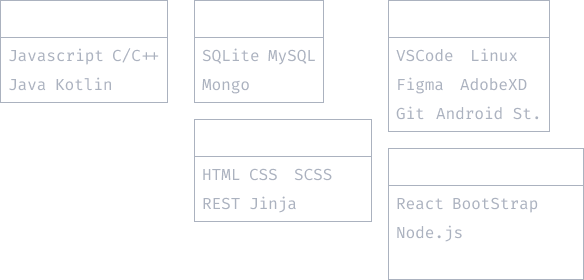 Javascript C/C++
Java Kotlin
SQLite MySQL
Mongo
HTML CSS SCSS
REST Jinja
VSCode Linux
Figma AdobeXD
Git Android St.
React BootStrap
Node.js